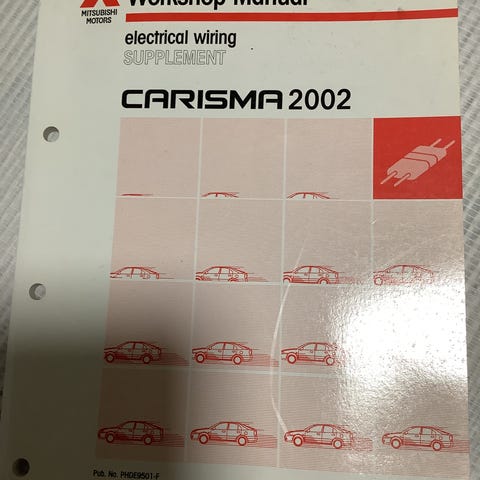 Workshop Manual
MITSUBISHI
MOTORS
electrical wiring
SUPPLEMENT
CARISMA 2002
Pub. No. PHDE9501-F